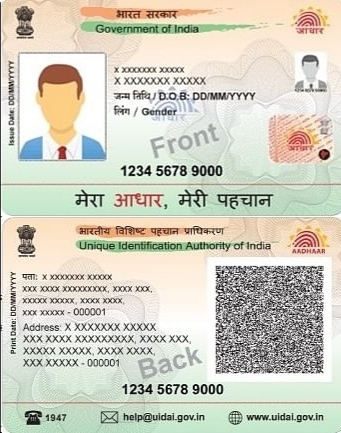 भारत सरकार
Government of India
आधार
Issue Date: DD/MM/YYYY
x xxxxxxx xxxxx
X XXXXXXX XXXXX
जन्म तिथि / D.O.B: DD/MM/YYYY
लिंग / Gender
आधार
Front
आधार
1234 5678 9000
मेरा आधार, मेरी पहचान
भारतीय विशिष्ट पहचान प्राधिकरण
Unique Identification Authority of India
AADHAAR
Print Date: DD/MM/YYYY
पता: x xxxxxxx xxxxx
xxx xxxx xxxxxxxxx, xxxx xxx,
xxxxx xxxxx, xxxx xxxx,
xxx xxxxx - 000001
Address: X XXXXXXX XXXXX
XXX XXXX XXXXXXXXX, XXXX XXX,
XXXXX XXXXX, XXXX XXXX,
XXX XXXXX - 000001
Back
1234 5678 9000
1947
help@uidai.gov.in
www.uidai.gov.in